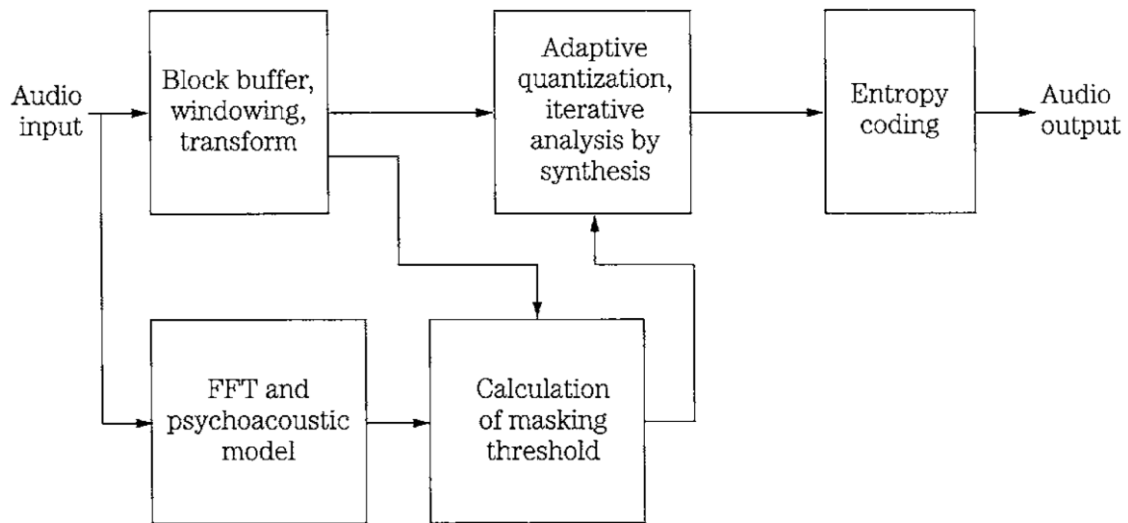 Audio
input
Block buffer,
windowing,
transform
Adaptive
quantization,
iterative
analysis by
synthesis
Entropy
coding
Audio
output
FFT and
psychoacoustic
model
Calculation
of masking
threshold